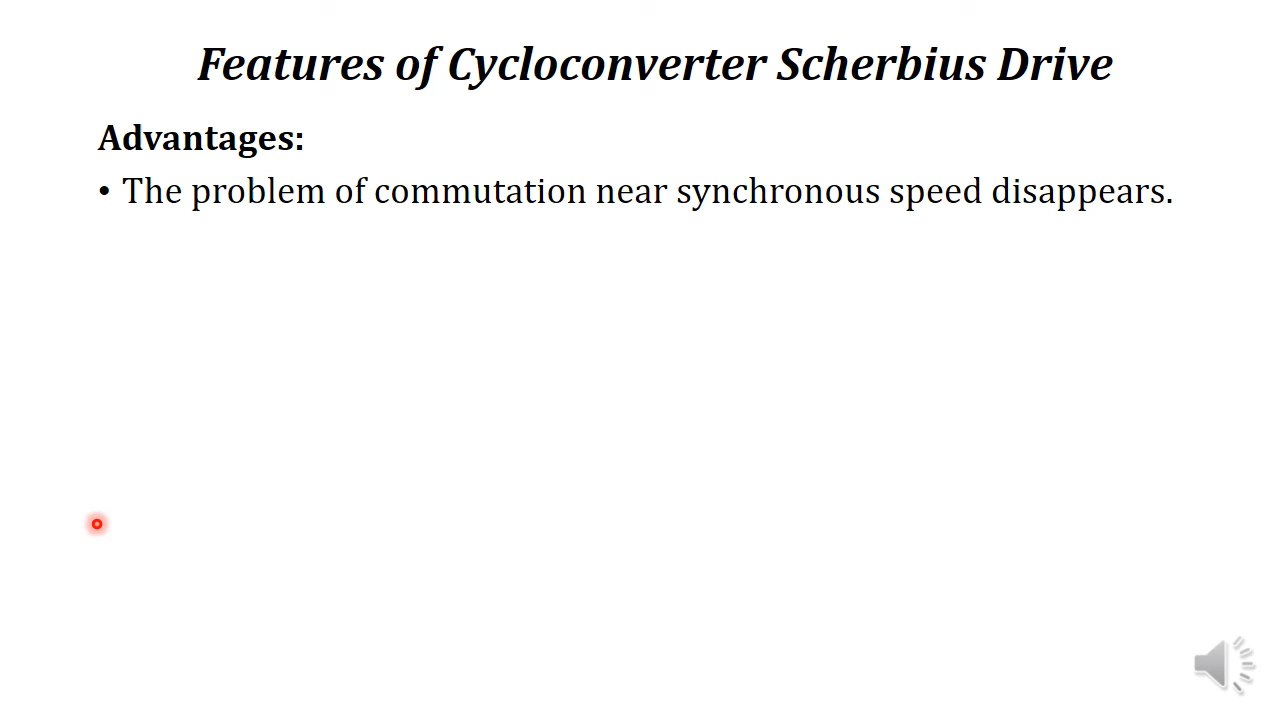 Features of Cycloconverter Scherbius Drive
Advantages:
• The problem of commutation near synchronous speed disappears.